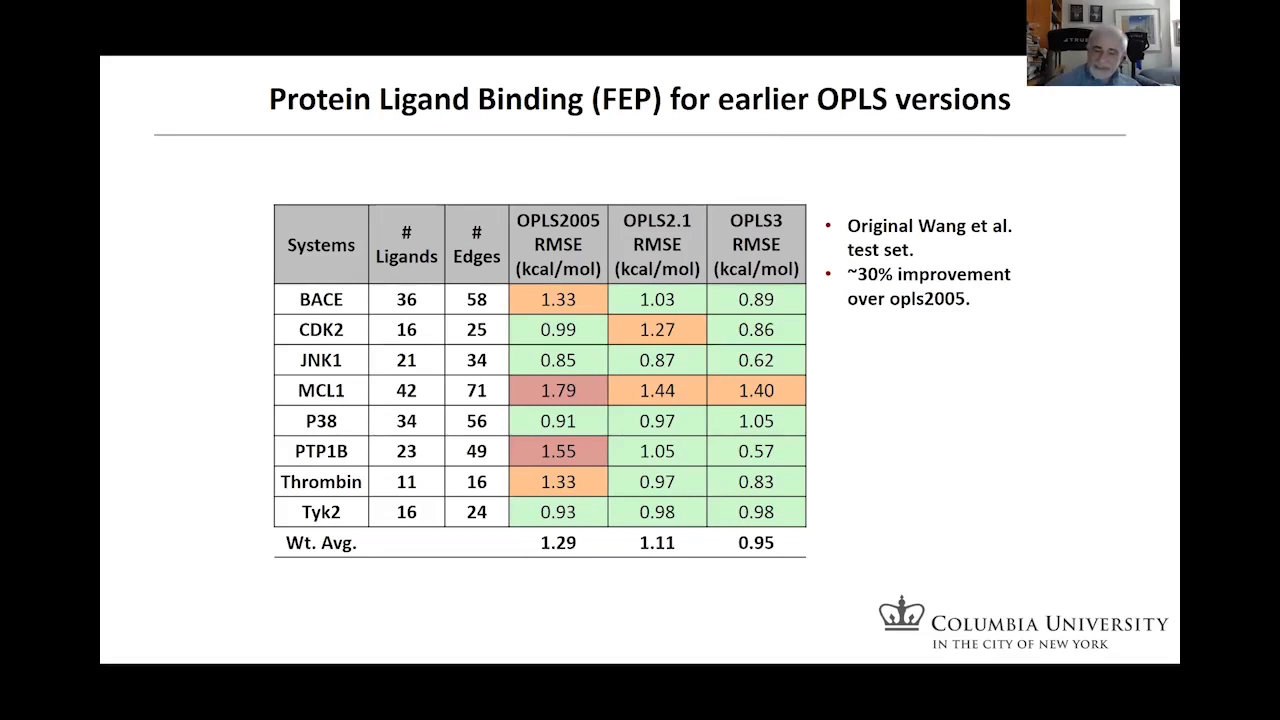 Protein Ligand Binding (FEP) for earlier OPLS versions
Systems # Ligands # Edges OPLS2005 RMSE (kcal/mol) OPLS2.1 RMSE (kcal/mol) OPLS3 RMSE (kcal/mol)
BACE 36 58 1.33 1.03 0.89
CDK2 16 25 0.99 1.27 0.86
JNK1 21 34 0.85 0.87 0.62
MCL1 42 71 1.79 1.44 1.40
P38 34 56 0.91 0.97 1.05
PTP1B 23 49 1.55 1.05 0.57
Thrombin 11 16 1.33 0.97 0.83
Tyk2 16 24 0.93 0.98 0.98
Wt. Avg. 1.29 1.11 0.95
• Original Wang et al.
test set.
• ~30% improvement
over opls2005.
COLUMBIA UNIVERSITY
IN THE CITY OF NEW YORK